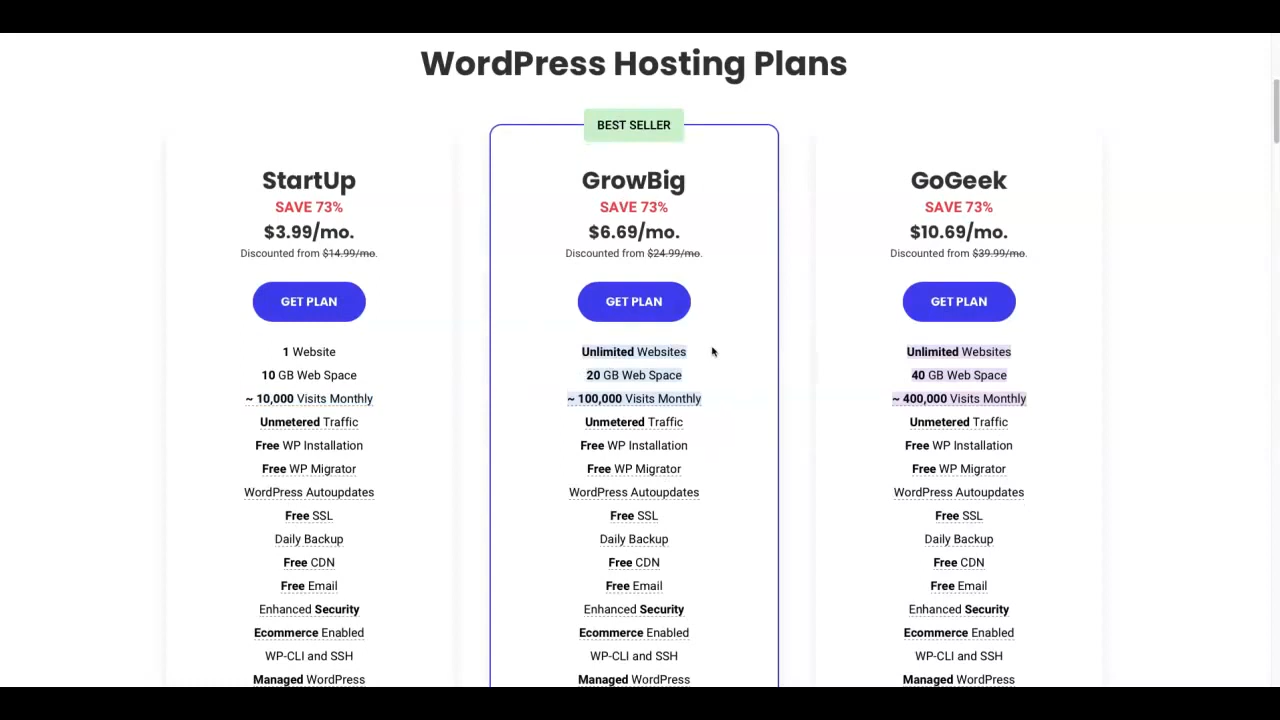 WordPress Hosting Plans
BEST SELLER
StartUp
SAVE 73%
$3.99/mo.
Discounted from $14.99/mo.
GET PLAN
1 Website
10 GB Web Space
~ 10,000 Visits Monthly
Unmetered Traffic
Free WP Installation
Free WP Migrator
WordPress Autoupdates
Free SSL
Daily Backup
Free CDN
Free Email
Enhanced Security
Ecommerce Enabled
WP-CLI and SSH
Managed WordPress
GrowBig
SAVE 73%
$6.69/mo.
Discounted from $24.99/mo.
GET PLAN
Unlimited Websites
20 GB Web Space
~ 100,000 Visits Monthly
Unmetered Traffic
Free WP Installation
Free WP Migrator
WordPress Autoupdates
Free SSL
Daily Backup
Free CDN
Free Email
Enhanced Security
Ecommerce Enabled
WP-CLI and SSH
Managed WordPress
GoGeek
SAVE 73%
$10.69/mo.
Discounted from $39.99/mo.
GET PLAN
Unlimited Websites
40 GB Web Space
~ 400,000 Visits Monthly
Unmetered Traffic
Free WP Installation
Free WP Migrator
WordPress Autoupdates
Free SSL
Daily Backup
Free CDN
Free Email
Enhanced Security
Ecommerce Enabled
WP-CLI and SSH
Managed WordPress